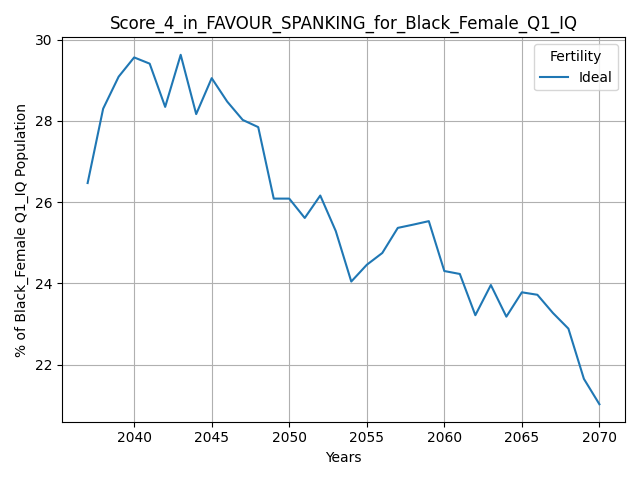 Score_4_in_FAVOUR_SPANKING_for_Black_Female_Q1_IQ
% of Black_Female Q1_IQ Population
30
28
26
24
22
Fertility
Ideal
2040 2045 2050 2055 2060 2065 2070
Years